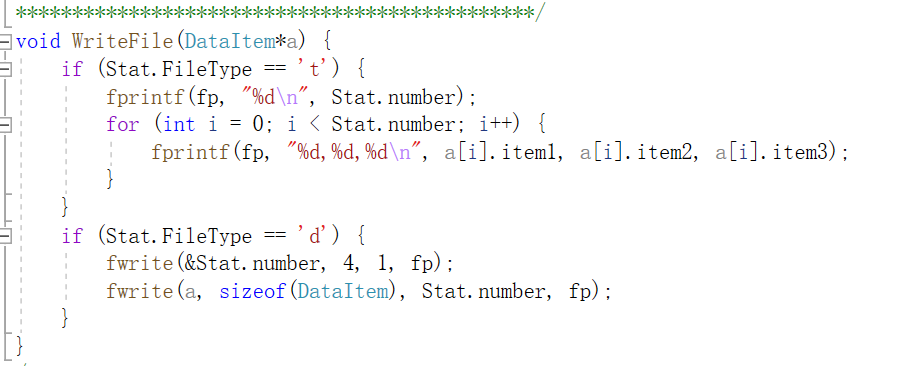 **********************************************/
void WriteFile(DataItem*a) {
    if (Stat.FileType == 't') {
        fprintf(fp, "%d\n", Stat.number);
        for (int i = 0; i < Stat.number; i++) {
            fprintf(fp, "%d,%d,%d\n", a[i].item1, a[i].item2, a[i].item3);
        }
    }
    if (Stat.FileType == 'd') {
        fwrite(&Stat.number, 4, 1, fp);
        fwrite(a, sizeof(DataItem), Stat.number, fp);
    }
}